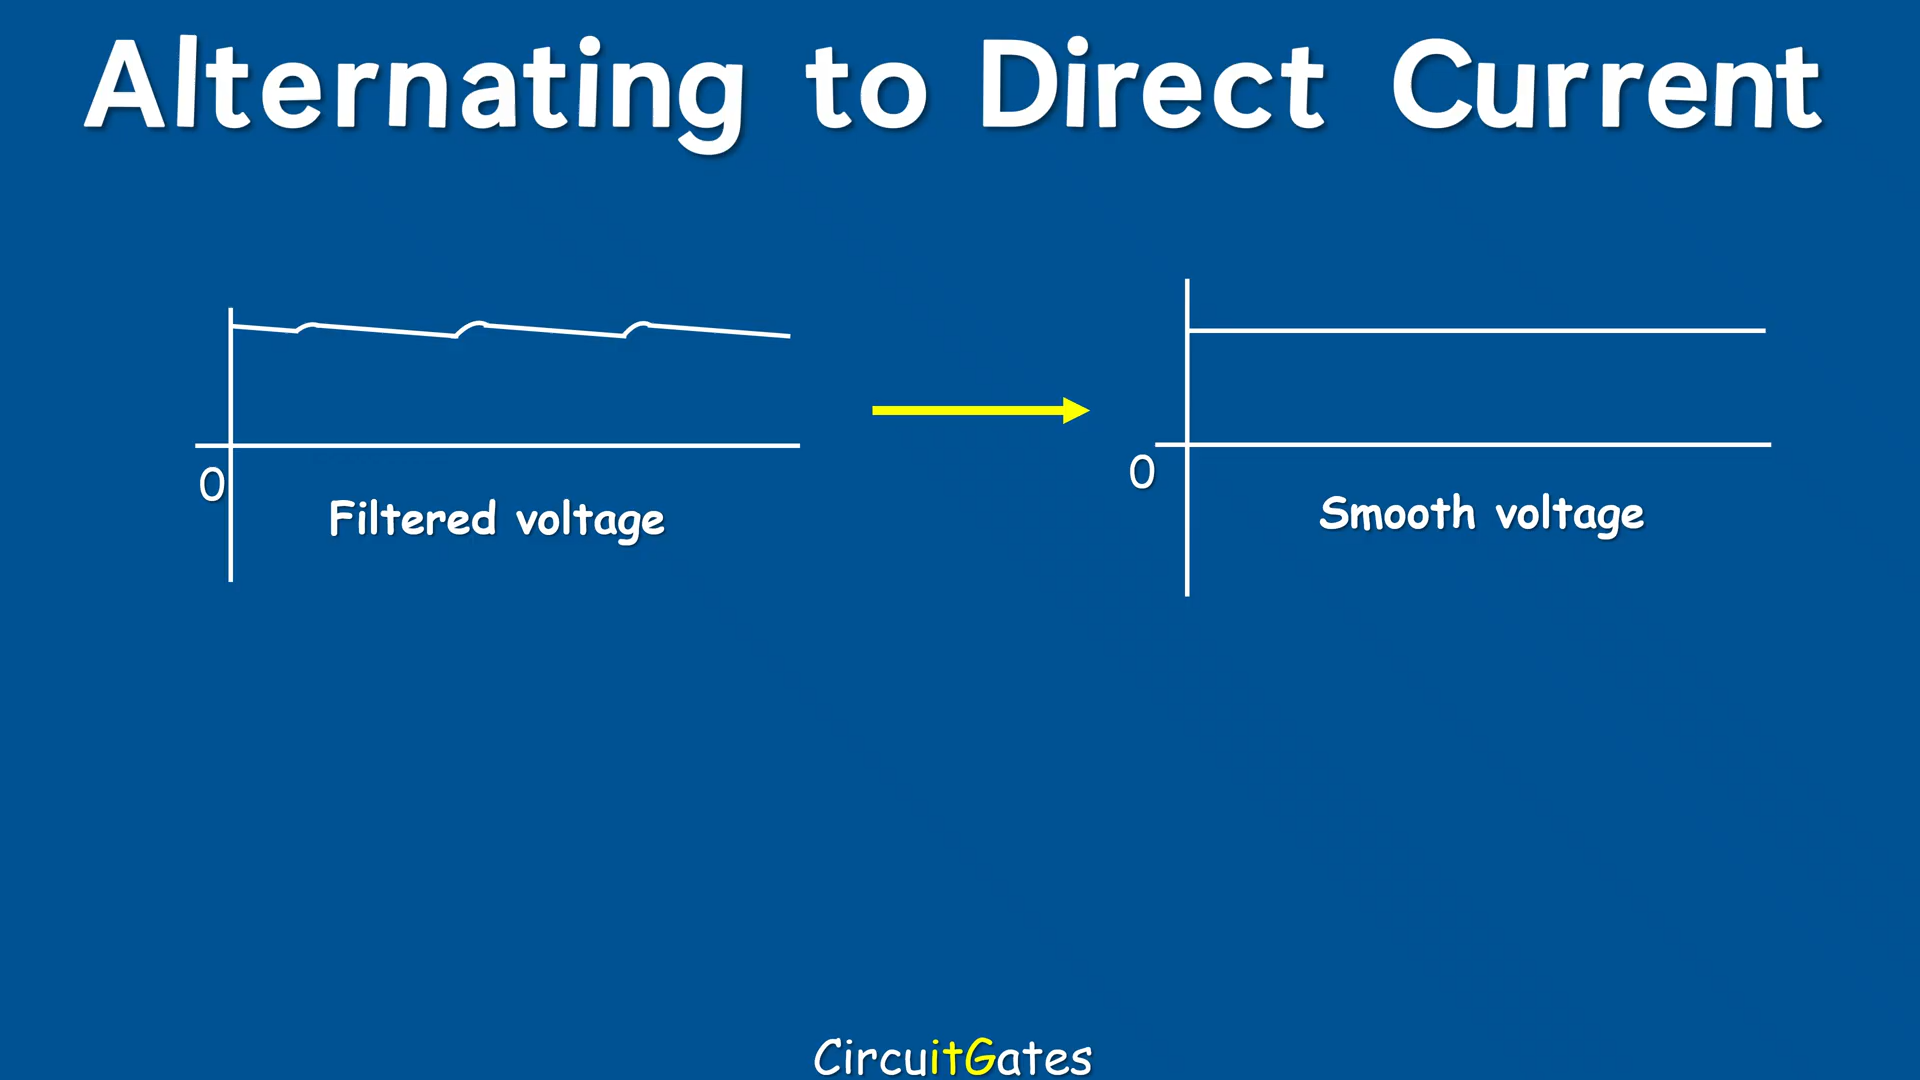 Alternating to Direct Current
0
Filtered voltage
0
Smooth voltage
CircuitGates